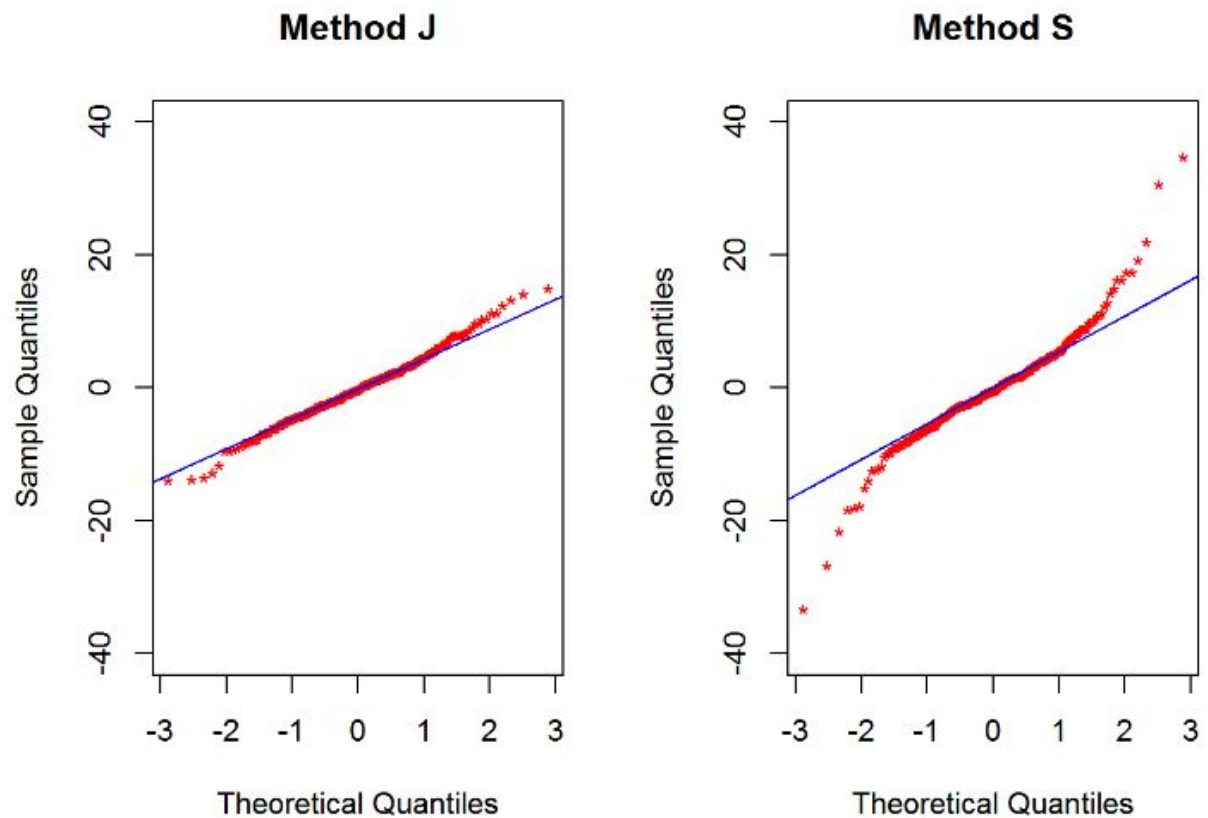 Method J
Sample Quantiles
40
20
0
-20
-40
-3 -2 -1 0 1 2 3
Theoretical Quantiles
Method S
Sample Quantiles
40
20
0
-20
-40
-3 -2 -1 0 1 2 3
Theoretical Quantiles